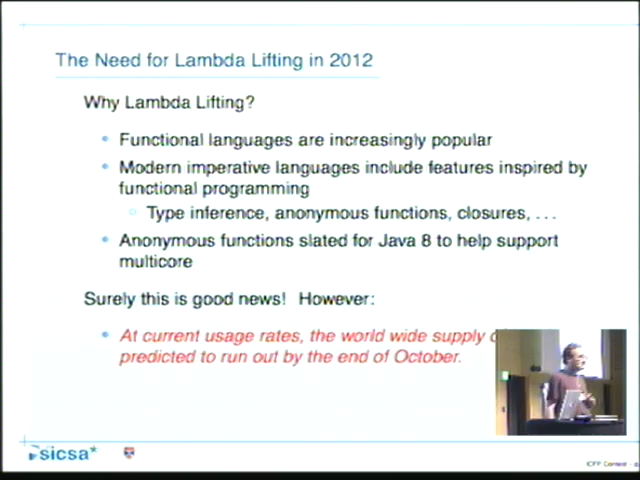 The Need for Lambda Lifting in 2012
Why Lambda Lifting?
Functional languages are increasingly popular
Modern imperative languages include features inspired by
functional programming
Type inference, anonymous functions, closures, ...
Anonymous functions slated for Java 8 to help support
multicore
Surely this is good news! However:
At current usage rates, the world wide supply
predicted to run out by the end of October.
sicsa*
ICFP Contest